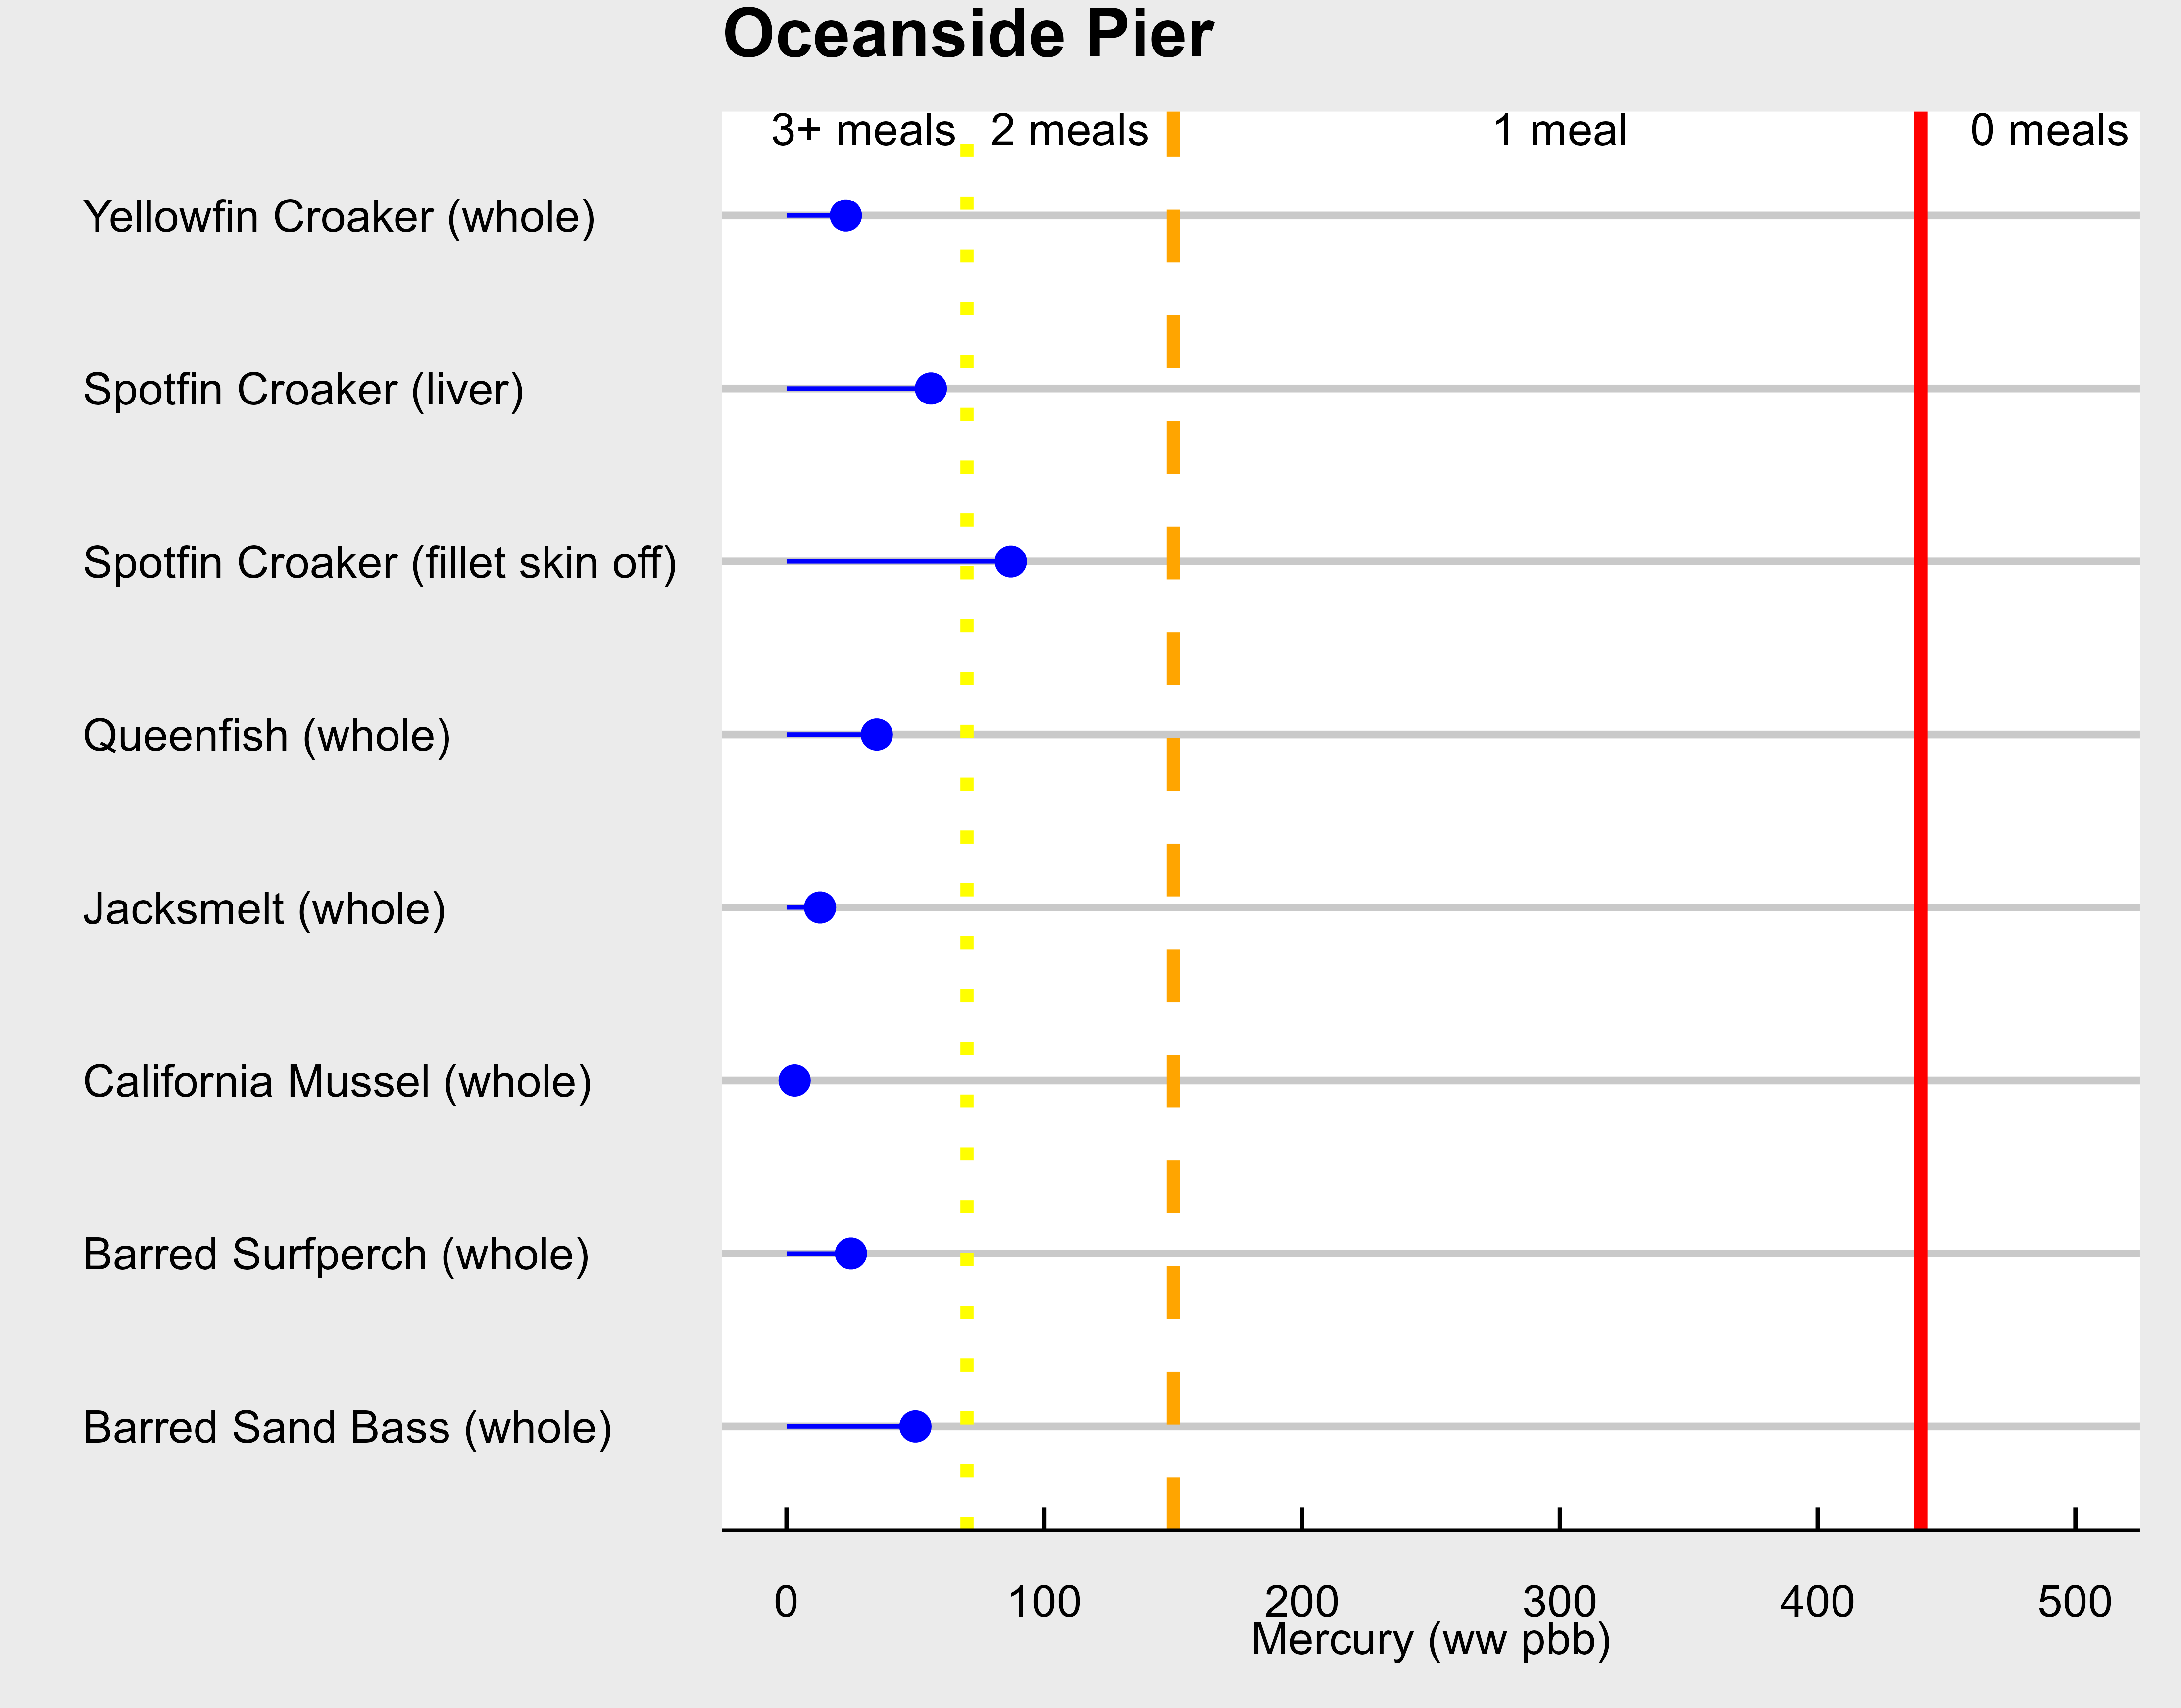 Oceanside Pier
3+ meals 2 meals 1 meal 0 meals
Yellowfin Croaker (whole)
Spotfin Croaker (liver)
Spotfin Croaker (fillet skin off)
Queenfish (whole)
Jacksmelt (whole)
California Mussel (whole)
Barred Surfperch (whole)
Barred Sand Bass (whole)
0 100 200 300 400 500
Mercury (ww pbb)